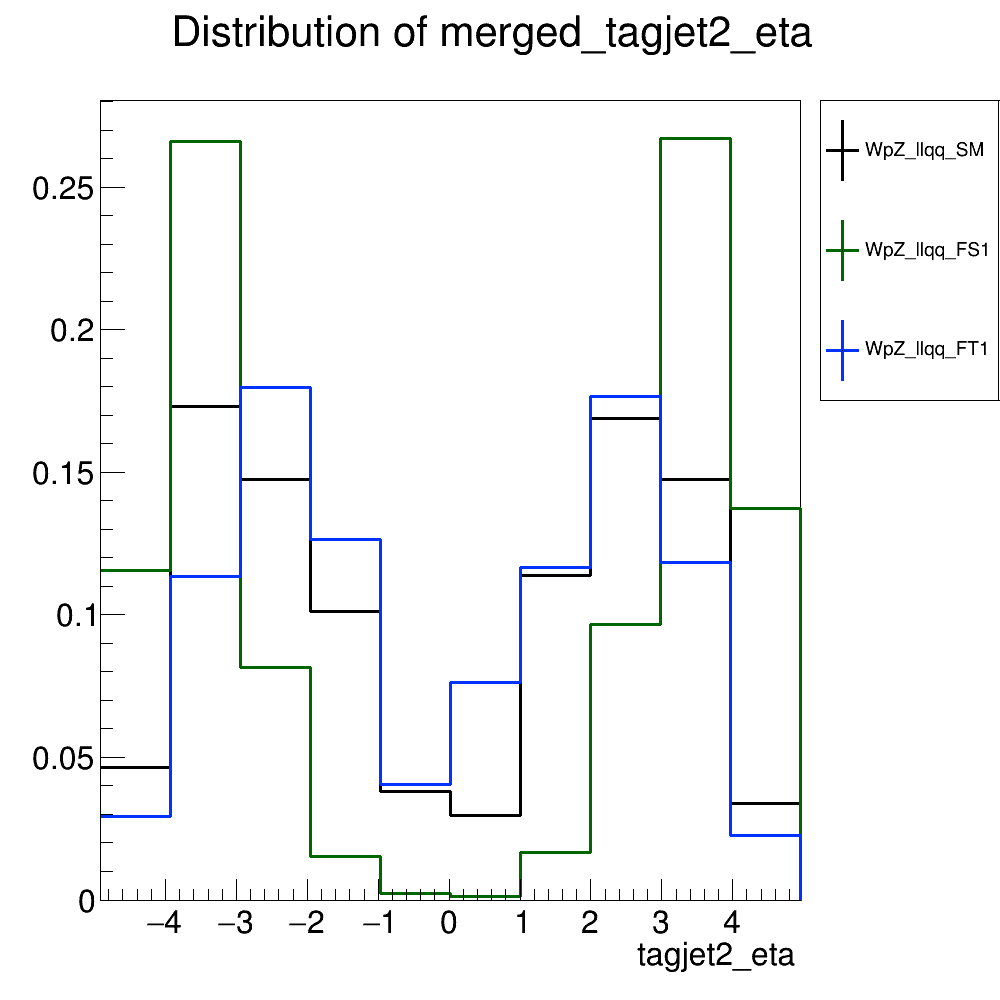 Distribution of merged_tagjet2_eta
WpZ_llqq_SM
WpZ_llqq_FS1
WpZ_llqq_FT1
0.25
0.2
0.15
0.1
0.05
0
−4 −3 −2 −1 0 1 2 3 4
tagjet2_eta